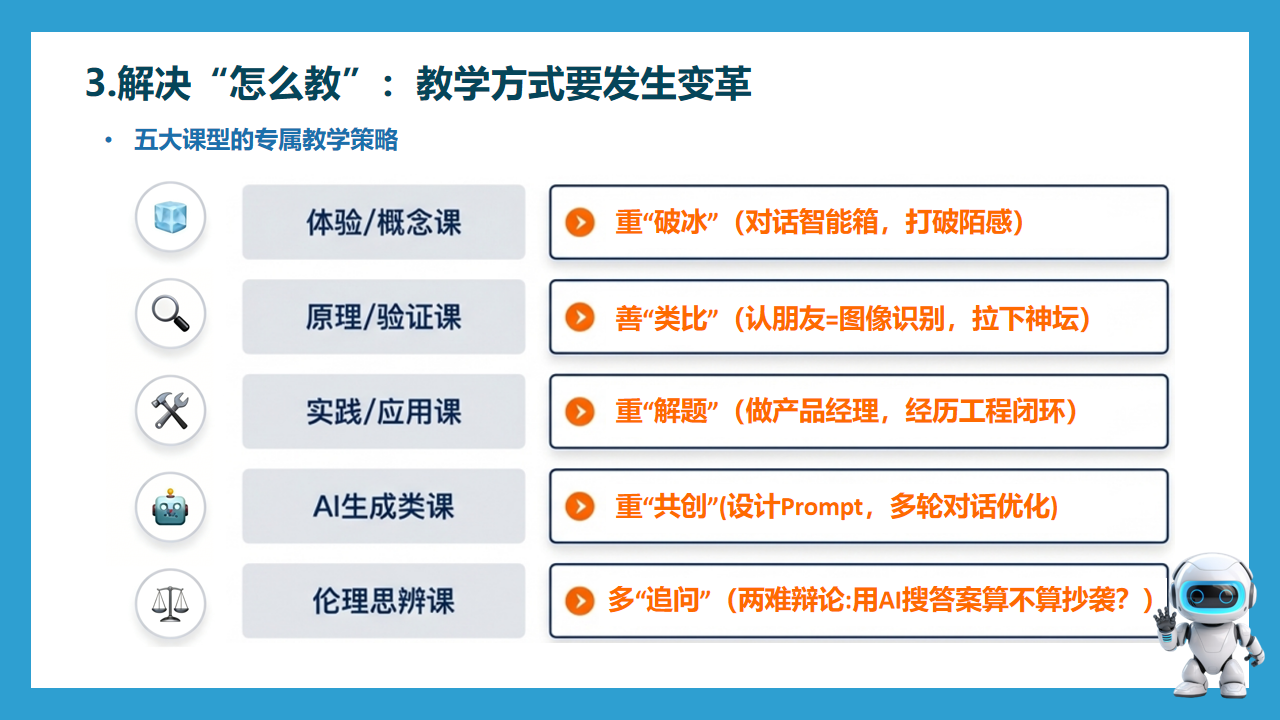 3.解决“怎么教”：教学方式要发生变革
• 五大课型的专属教学策略
体验/概念课
重“破冰”（对话智能箱，打破陌感）
原理/验证课
善“类比”（认朋友=图像识别，拉下神坛）
实践/应用课
重“解题”（做产品经理，经历工程闭环）
AI生成类课
重“共创”(设计Prompt，多轮对话优化)
伦理思辨课
多“追问”（两难辩论:用AI搜答案算不算抄袭？）